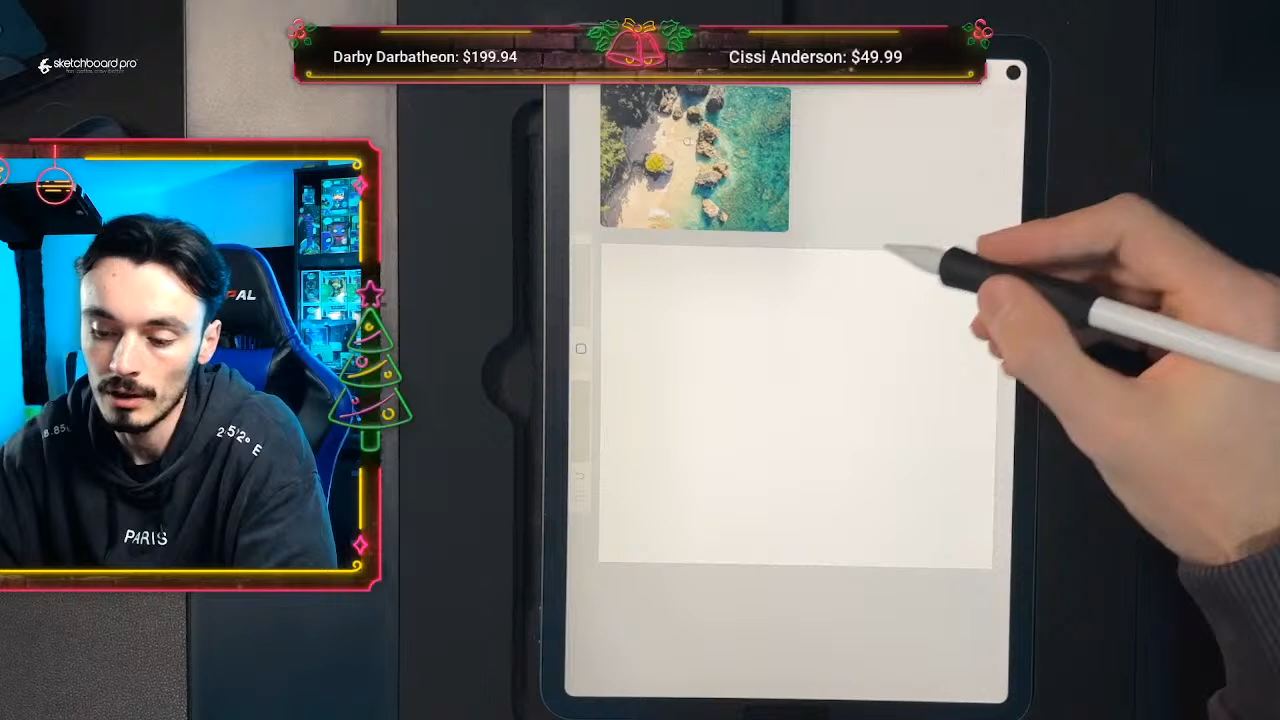 sketchboard pro
Darby Darbatheon: $199.94
Cissi Anderson: $49.99
PAL
2·5/2° E
PARIS